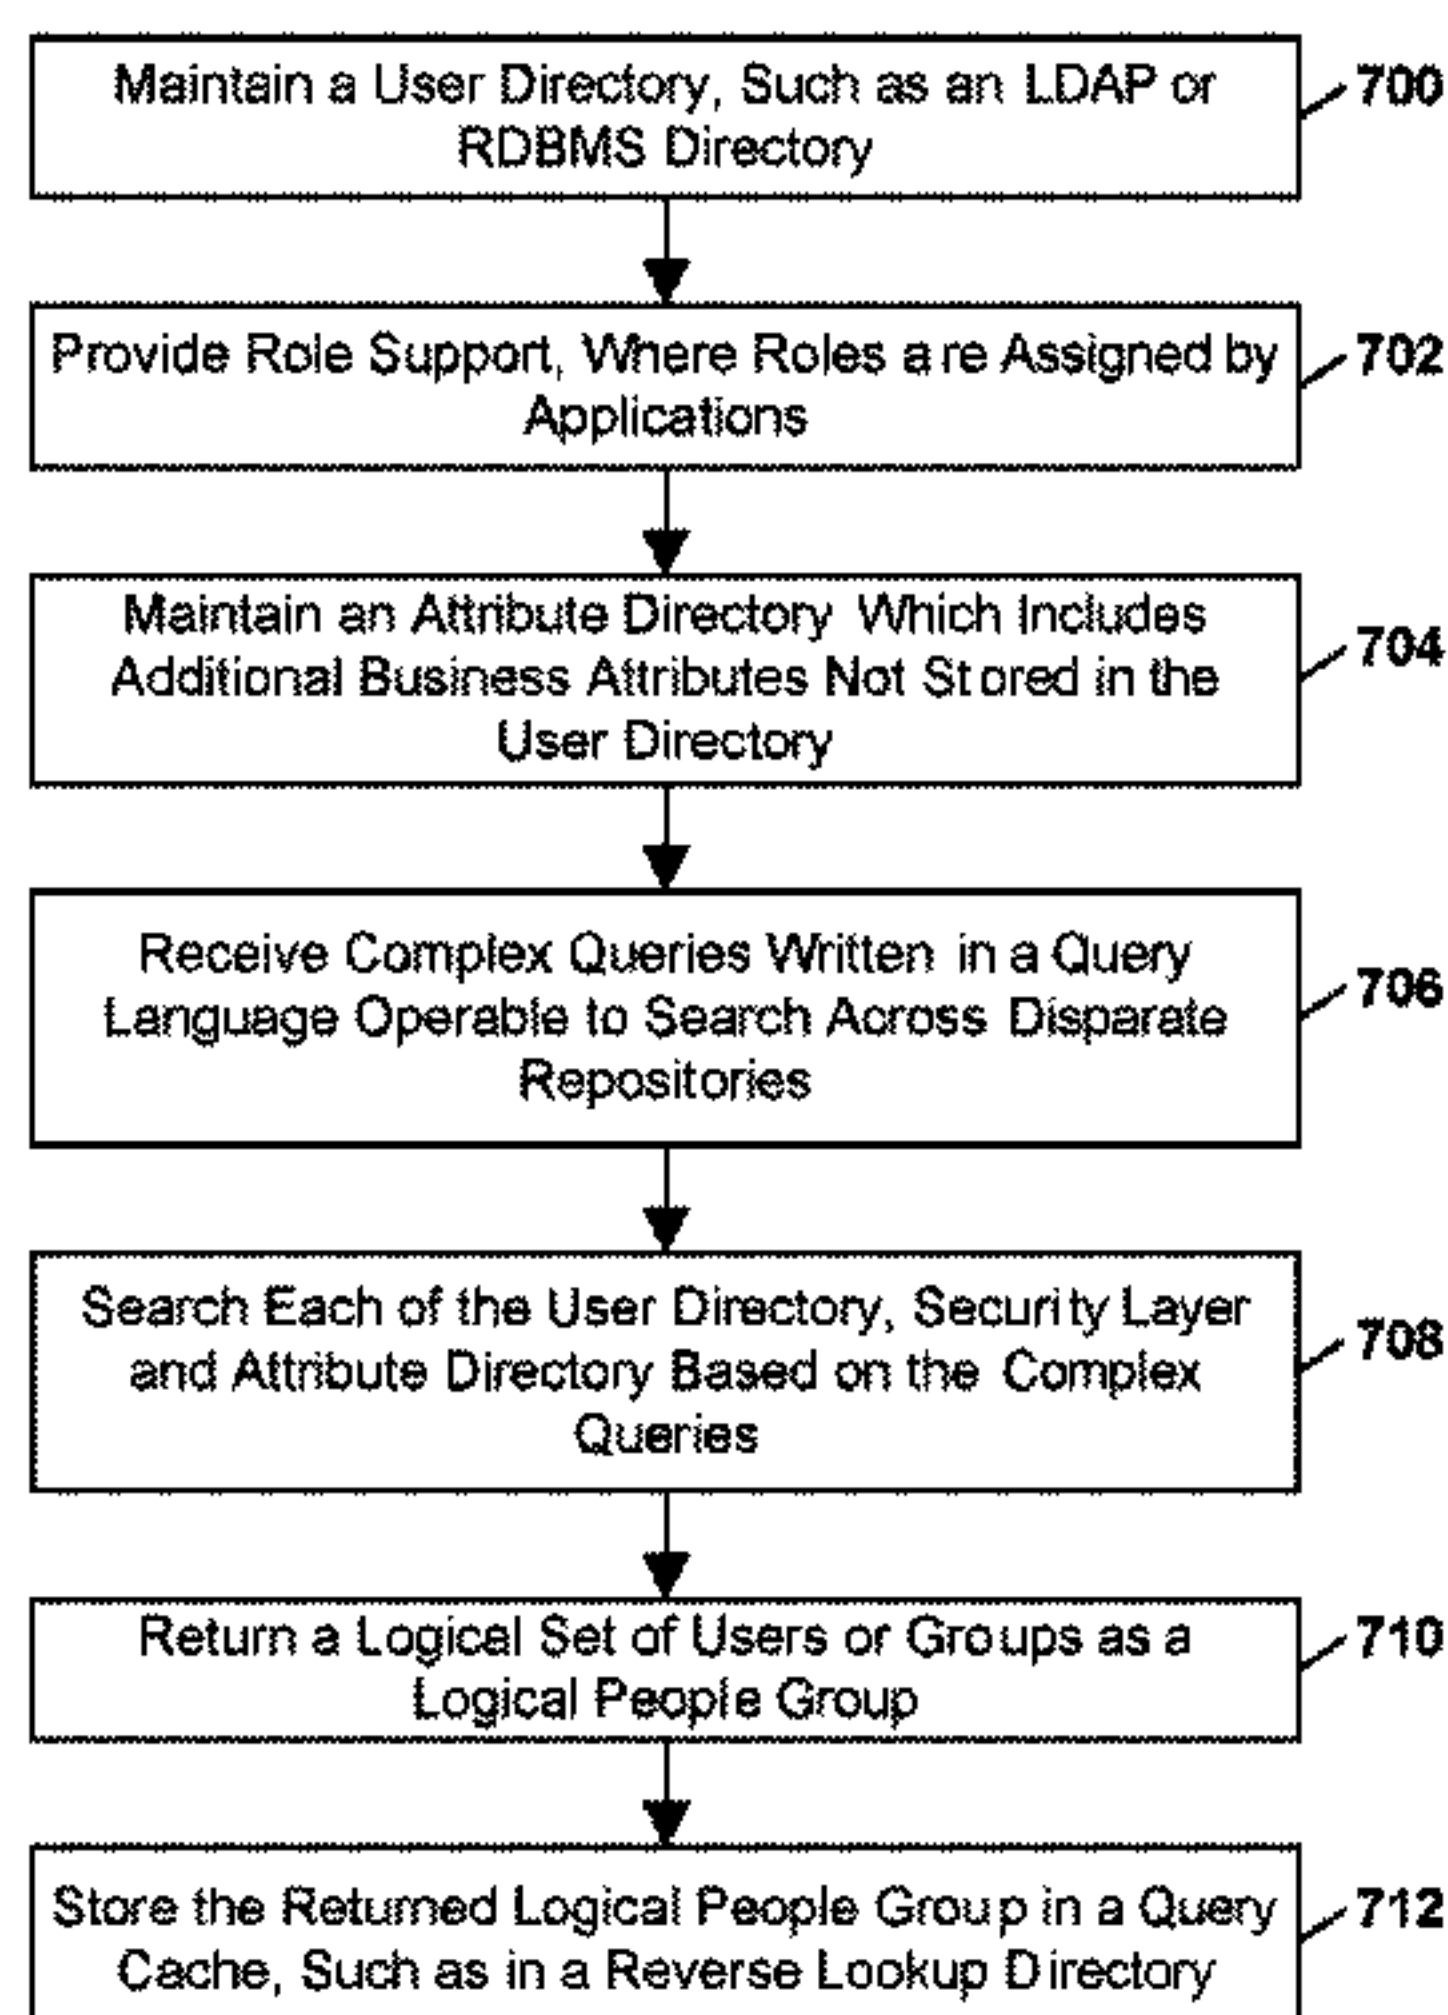 Maintain a User Directory, Such as an LDAP or
RDBMS Directory
700
Provide Role Support, Where Roles are Assigned by
Applications
702
Maintain an Attribute Directory Which Includes
Additional Business Attributes Not Stored in the
User Directory
704
Receive Complex Queries Written in a Query
Language Operable to Search Across Disparate
Repositories
706
Search Each of the User Directory, Security Layer
and Attribute Directory Based on the Complex
Queries
708
Return a Logical Set of Users or Groups as a
Logical People Group
710
Store the Returned Logical People Group in a Query
Cache, Such as in a Reverse Lookup Directory
712